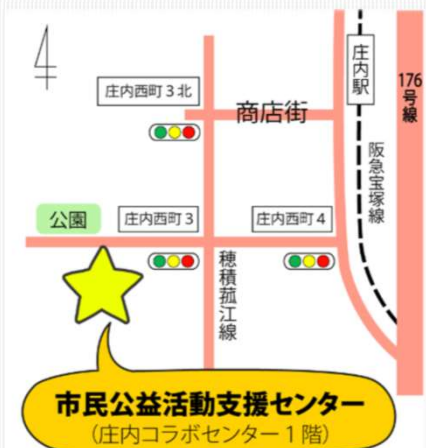 庄内駅
176号線
庄内西町3北
商店街
阪急宝塚線
公園
庄内西町3
庄内西町4
穂積菰江線
市民公益活動支援センター
(庄内コラボセンター1階)